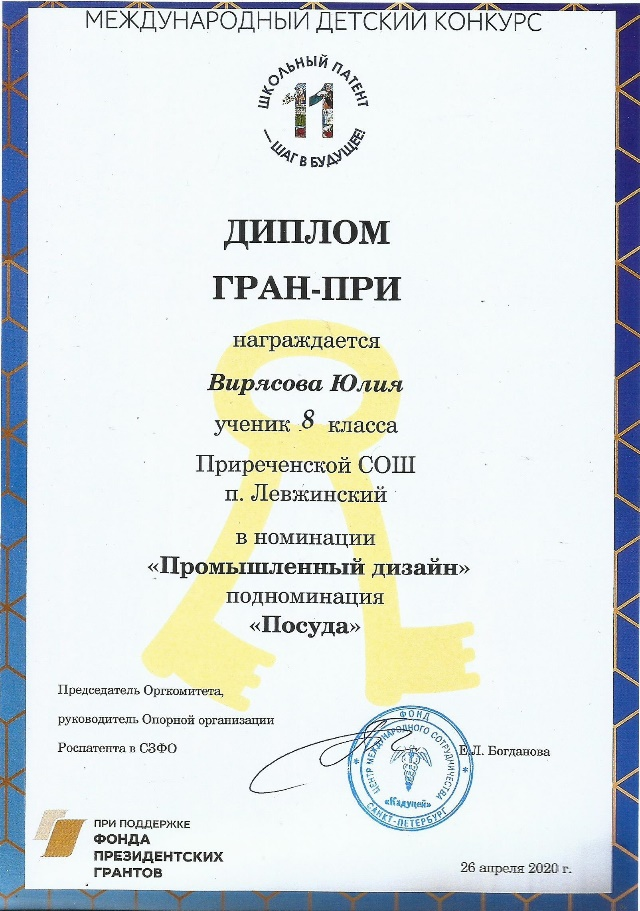 МЕЖДУНАРОДНЫЙ ДЕТСКИЙ КОНКУРС
ШКОЛЬНЫЙ ПАТЕНТ
11
– ШАГ В БУДУЩЕЕ!
ДИПЛОМ
ГРАН-ПРИ
награждается
Вирясова Юлия
ученик 8 класса
Приреченской СОШ
п. Левжинский
в номинации
«Промышленный дизайн»
подноминация
«Посуда»
Председатель Оргкомитета,
руководитель Опорной организации
Роспатента в СЗФО
Е.Л. Богданова
ФОНД
ЦЕНТР МЕЖДУНАРОДНОГО СОТРУДНИЧЕСТВА
«Кадуцей»
САНКТ-ПЕТЕРБУРГ
ПРИ ПОДДЕРЖКЕ
ФОНДА
ПРЕЗИДЕНТСКИХ
ГРАНТОВ
26 апреля 2020 г.